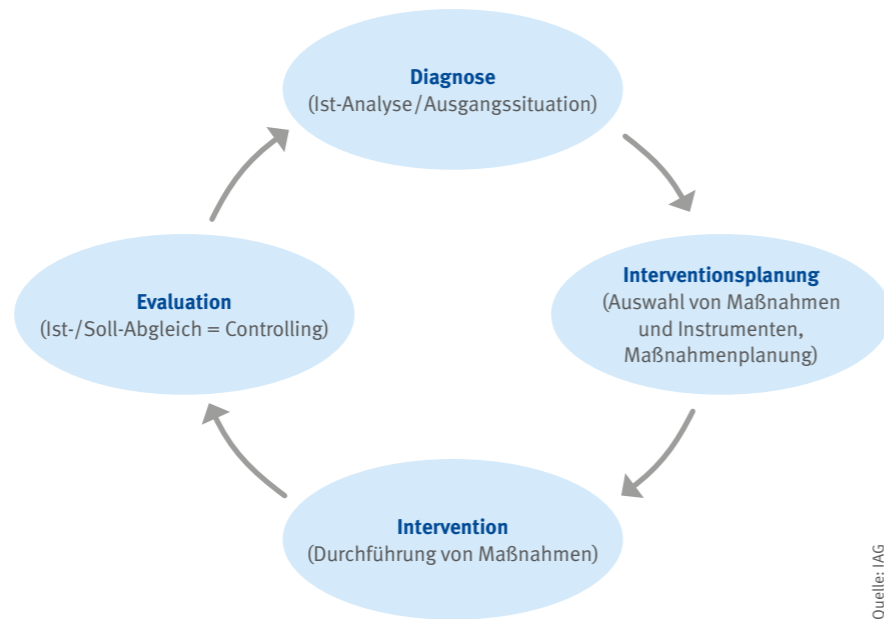 Diagnose
(Ist-Analyse/Ausgangssituation)
Interventionsplanung
(Auswahl von Maßnahmen
und Instrumenten,
Maßnahmenplanung)
Intervention
(Durchführung von Maßnahmen)
Evaluation
(Ist-/Soll-Abgleich = Controlling)
Quelle: IAG